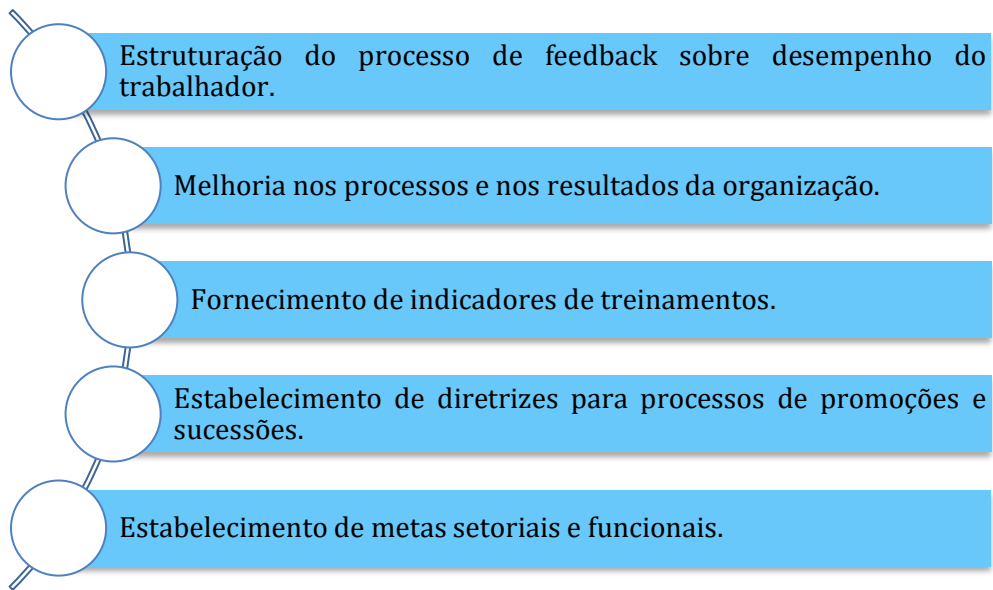 Estruturação do processo de feedback sobre desempenho do
trabalhador.
Melhoria nos processos e nos resultados da organização.
Fornecimento de indicadores de treinamentos.
Estabelecimento de diretrizes para processos de promoções e
sucessões.
Estabelecimento de metas setoriais e funcionais.